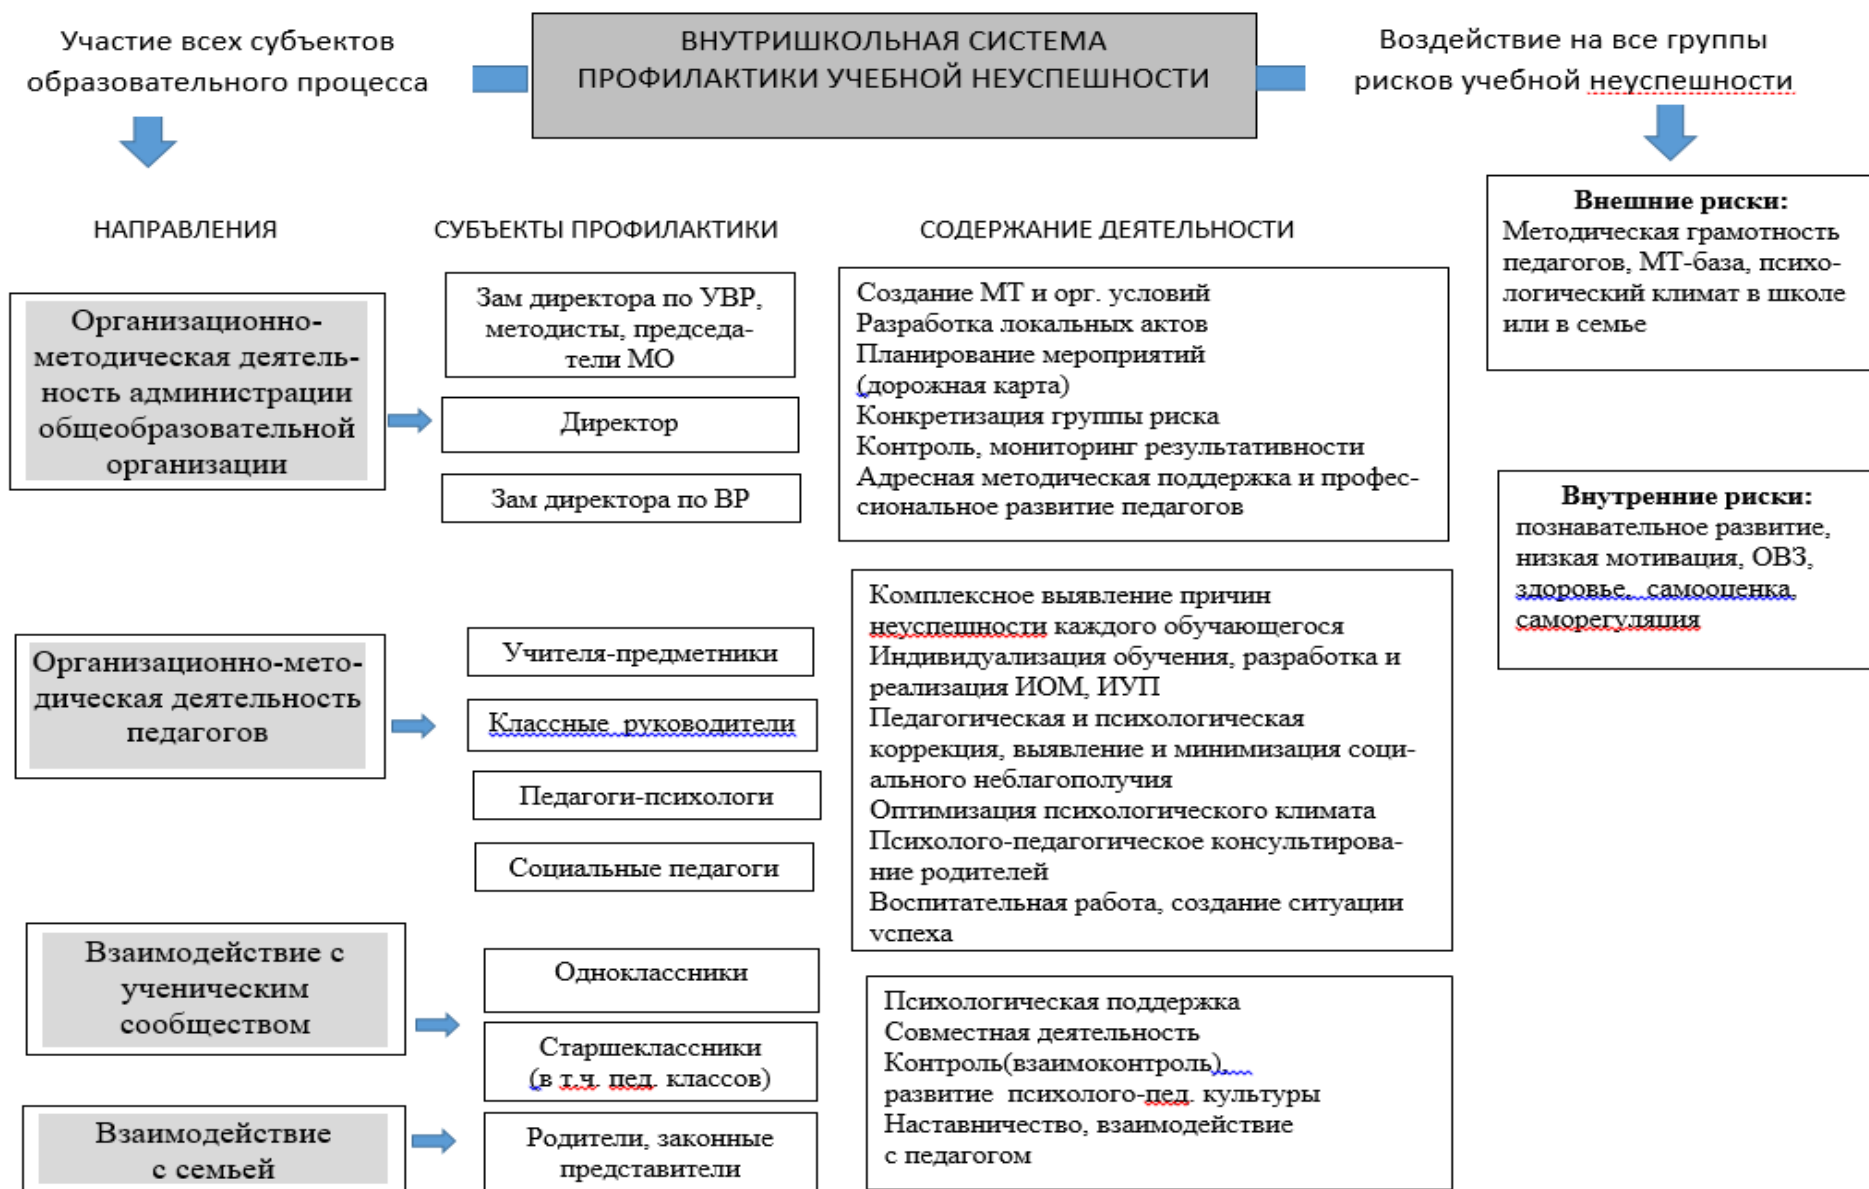 Участие всех субъектов
образовательного процесса
ВНУТРИШКОЛЬНАЯ СИСТЕМА
ПРОФИЛАКТИКИ УЧЕБНОЙ НЕУСПЕШНОСТИ
Воздействие на все группы
рисков учебной неуспешности
НАПРАВЛЕНИЯ
СУБЪЕКТЫ ПРОФИЛАКТИКИ
СОДЕРЖАНИЕ ДЕЯТЕЛЬНОСТИ
Организационно-
методическая деятель-
ность администрации
общеобразовательной
организации
Зам директора по УВР,
методисты, председа-
тели МО
Директор
Зам директора по ВР
Создание МТ и орг. условий
Разработка локальных актов
Планирование мероприятий
(дорожная карта)
Конкретизация группы риска
Контроль, мониторинг результативности
Адресная методическая поддержка и профес-
сиональное развитие педагогов
Внешние риски:
Методическая грамотность
педагогов, МТ-база, психо-
логический климат в школе
или в семье
Внутренние риски:
познавательное развитие,
низкая мотивация, ОВЗ,
здоровье, самооценка,
саморегуляция
Организационно-мето-
дическая деятельность
педагогов
Учителя-предметники
Классные руководители
Педагоги-психологи
Социальные педагоги
Комплексное выявление причин
неуспешности каждого обучающегося
Индивидуализация обучения, разработка и
реализация ИОМ, ИУП
Педагогическая и психологическая
коррекция, выявление и минимизация соци-
ального неблагополучия
Оптимизация психологического климата
Психолого-педагогическое консультирова-
ние родителей
Воспитательная работа, создание ситуации
успеха
Взаимодействие с
ученическим
сообществом
Одноклассники
Старшеклассники
(в т.ч. пед. классов)
Взаимодействие
с семьей
Родители, законные
представители
Психологическая поддержка
Совместная деятельность
Контроль(взаимоконтроль),
развитие психолого-пед. культуры
Наставничество, взаимодействие
с педагогом